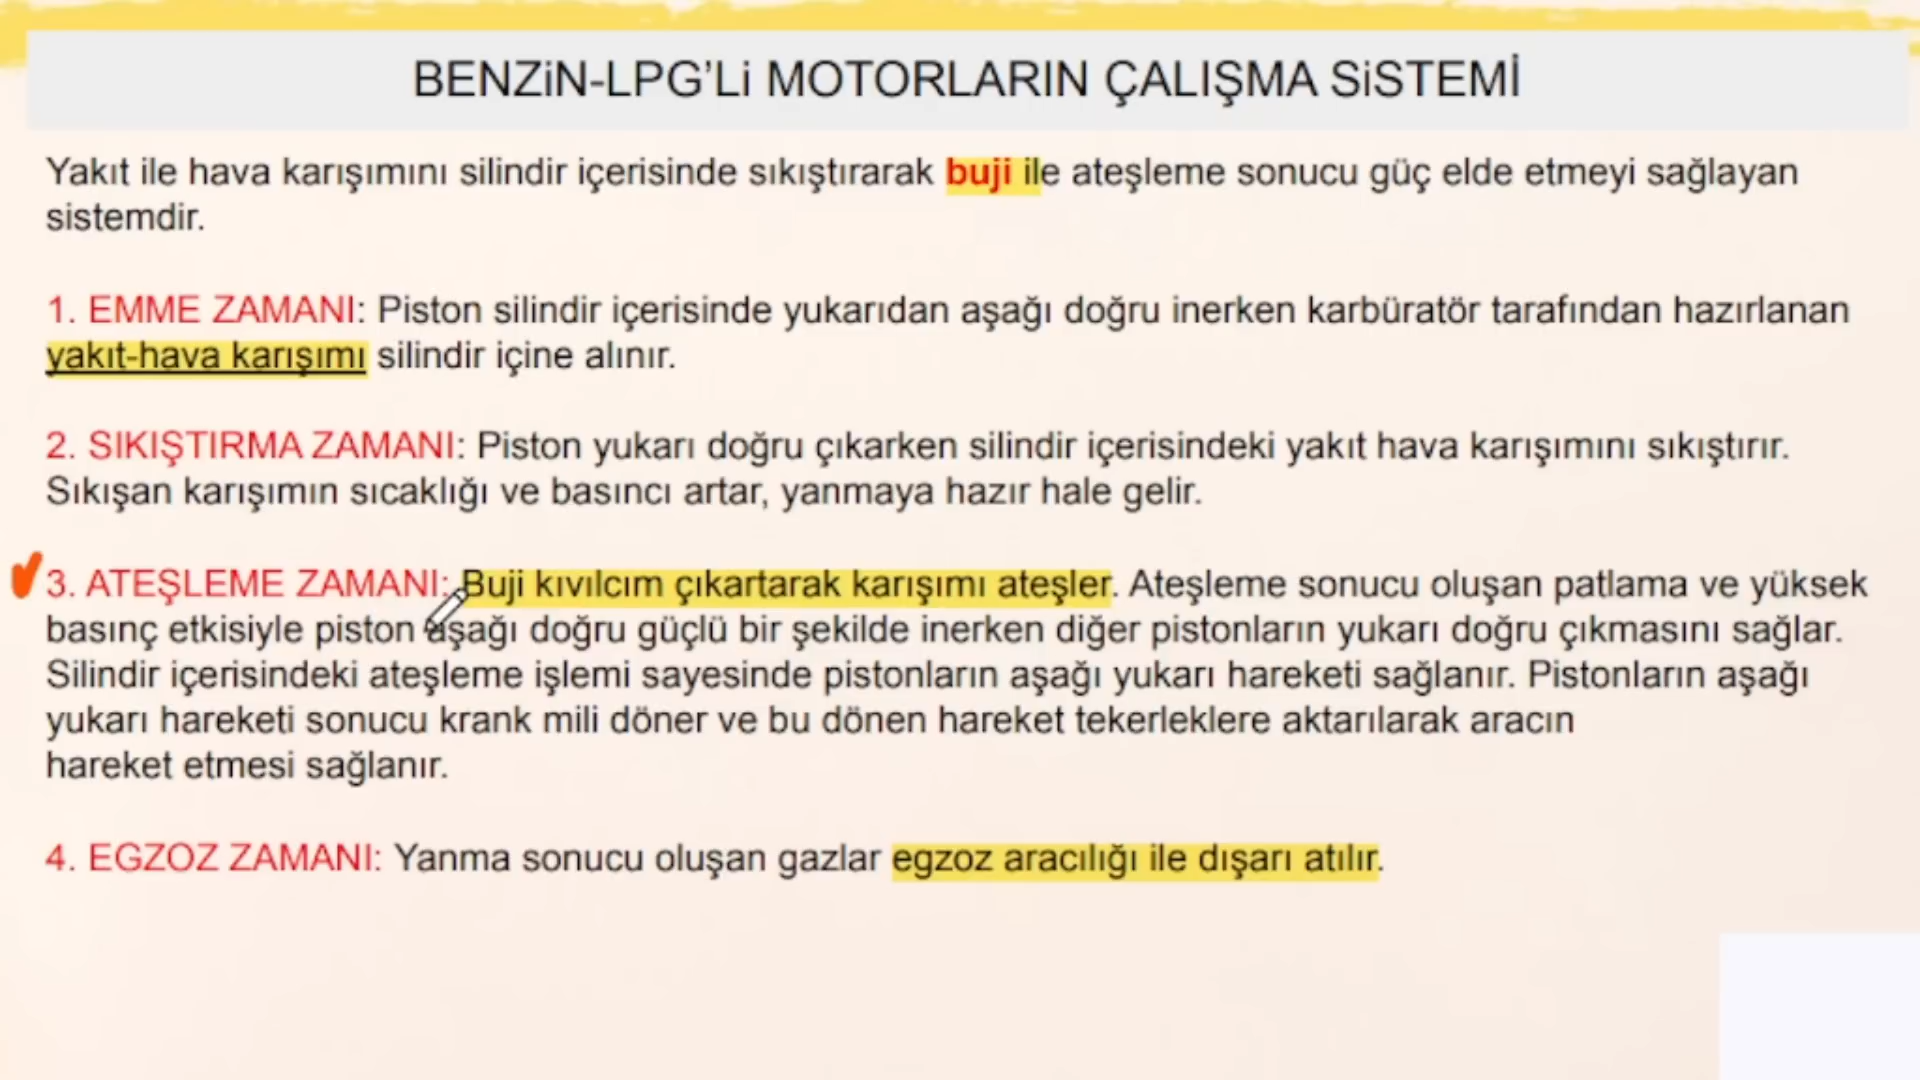 BENZiN-LPG’Li MOTORLARIN ÇALIŞMA SiSTEMİ
Yakıt ile hava karışımını silindir içerisinde sıkıştırarak buji ile ateşleme sonucu güç elde etmeyi sağlayan
sistemdir.
1. EMME ZAMANI: Piston silindir içerisinde yukarıdan aşağı doğru inerken karbüratör tarafından hazırlanan
yakıt-hava karışımı silindir içine alınır.
2. SIKIŞTIRMA ZAMANI: Piston yukarı doğru çıkarken silindir içerisindeki yakıt hava karışımını sıkıştırır.
Sıkışan karışımın sıcaklığı ve basıncı artar, yanmaya hazır hale gelir.
3. ATEŞLEME ZAMANI: Buji kıvılcım çıkartarak karışımı ateşler. Ateşleme sonucu oluşan patlama ve yüksek
basınç etkisiyle piston aşağı doğru güçlü bir şekilde inerken diğer pistonların yukarı doğru çıkmasını sağlar.
Silindir içerisindeki ateşleme işlemi sayesinde pistonların aşağı yukarı hareketi sağlanır. Pistonların aşağı
yukarı hareketi sonucu krank mili döner ve bu dönen hareket tekerleklere aktarılarak aracın
hareket etmesi sağlanır.
4. EGZOZ ZAMANI: Yanma sonucu oluşan gazlar egzoz aracılığı ile dışarı atılır.